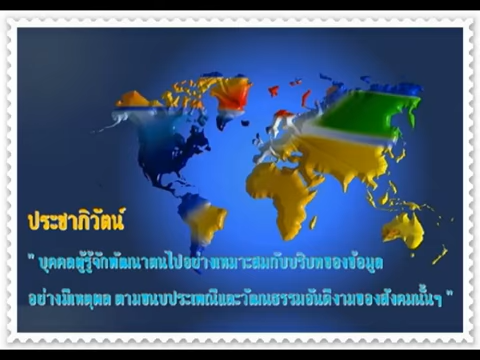 ประชาภิวัตน์
" บุคคลผู้รู้จักพัฒนาตนไปอย่างเหมาะสมกับบริบทของข้อมูล
อย่างมีเหตุผล ตามขนบประเพณีและวัฒนธรรมอันดีงามของสังคมนั้นๆ "